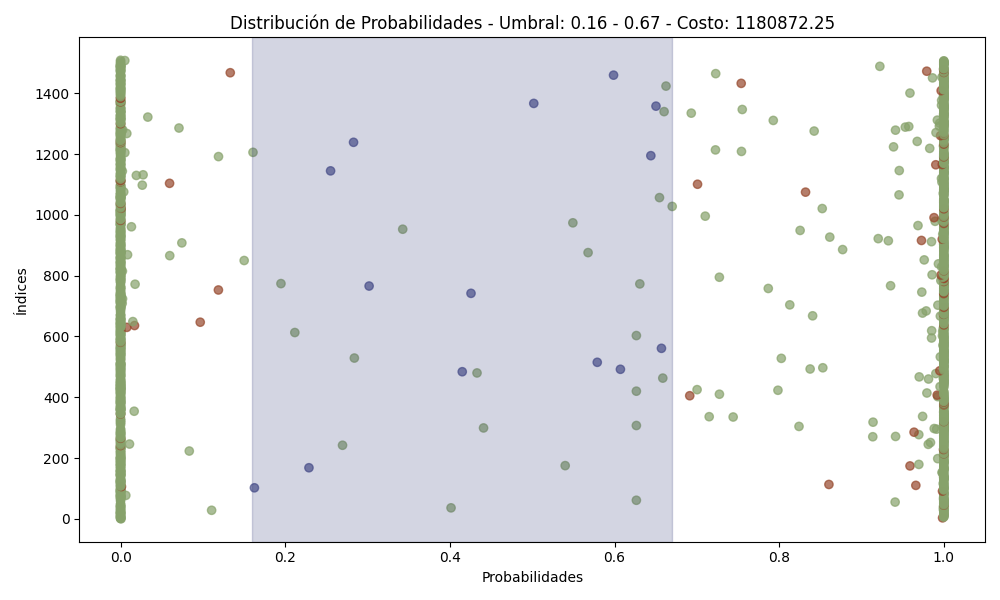 Distribución de Probabilidades - Umbral: 0.16 - 0.67 - Costo: 1180872.25
Índices
1400
1200
1000
800
600
400
200
0
0.0 0.2 0.4 0.6 0.8 1.0
Probabilidades